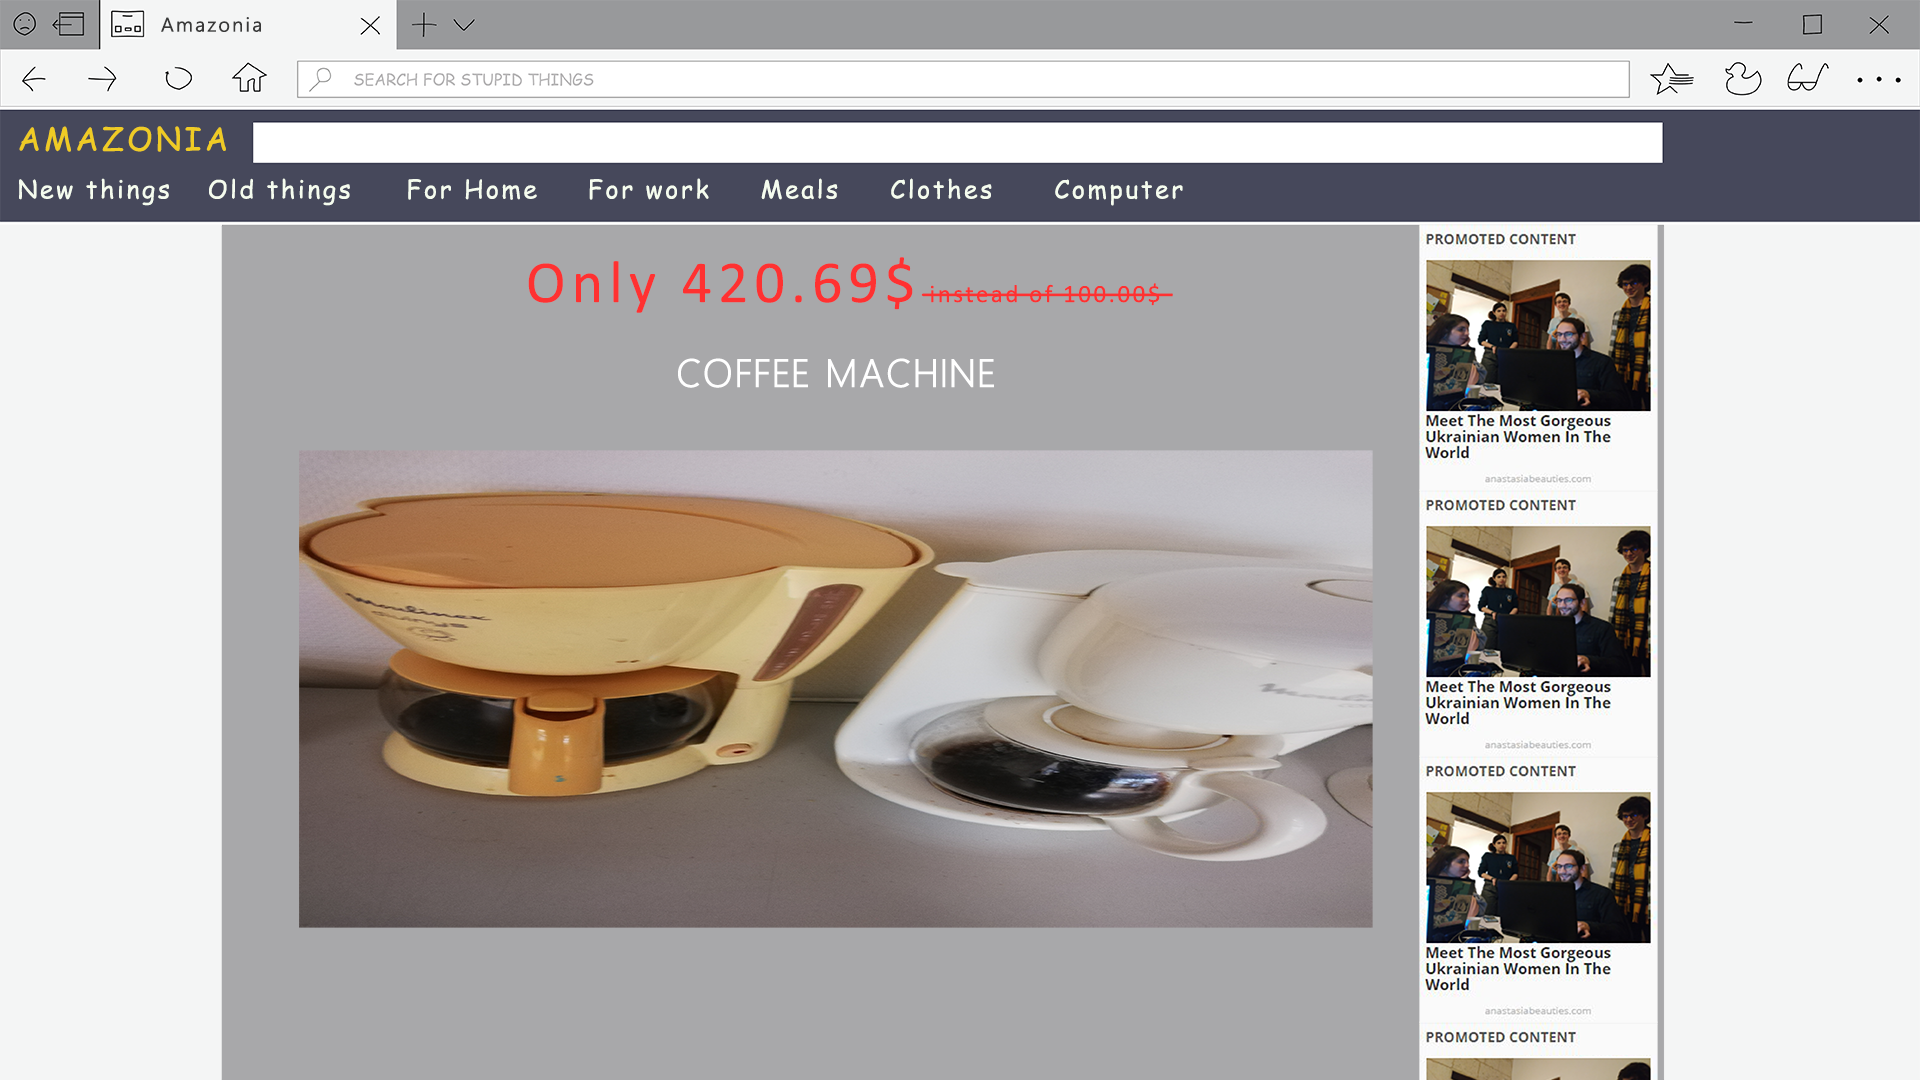 Amazonia
SEARCH FOR STUPID THINGS
AMAZONIA
New things Old things For Home For work Meals Clothes Computer
Only 420.69$ instead of 100.00$
COFFEE MACHINE
Moulinex
PROMOTED CONTENT
Meet The Most Gorgeous
Ukrainian Women In The
World
anastasiabeauties.com
PROMOTED CONTENT
Meet The Most Gorgeous
Ukrainian Women In The
World
anastasiabeauties.com
PROMOTED CONTENT
Meet The Most Gorgeous
Ukrainian Women In The
World
anastasiabeauties.com
PROMOTED CONTENT